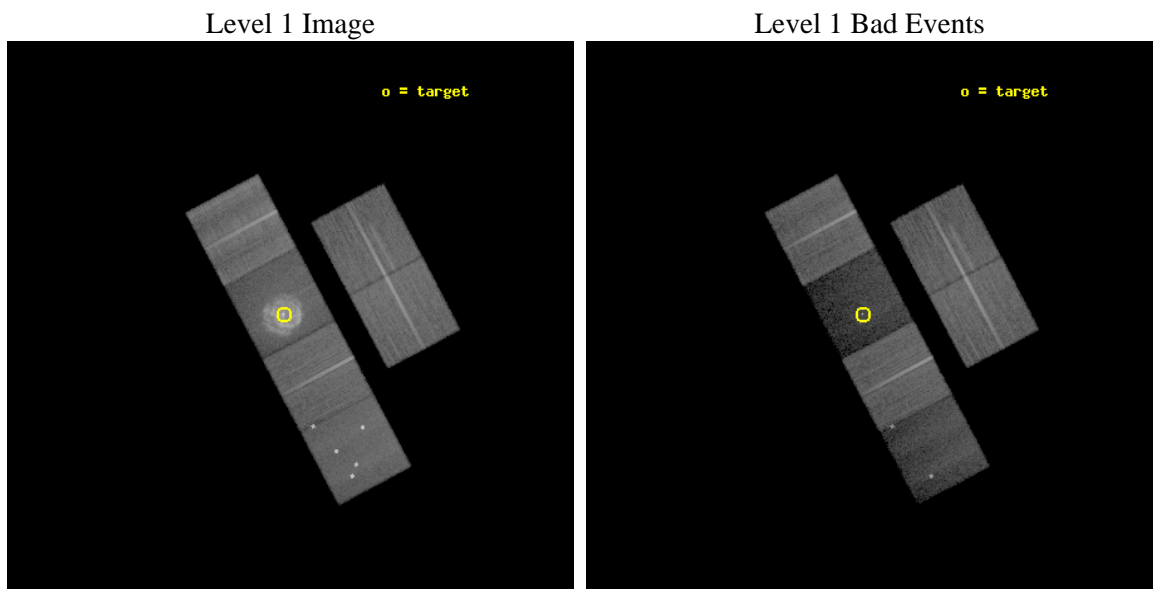 Level 1 Image
Level 1 Bad Events
o = target
o = target